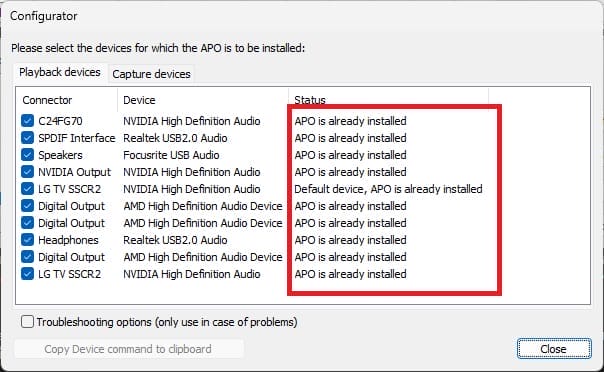 Configurator
Please select the devices for which the APO is to be installed:
Playback devices Capture devices
Connector Device Status
C24FG70 NVIDIA High Definition Audio APO is already installed
SPDIF Interface Realtek USB2.0 Audio APO is already installed
Speakers Focusrite USB Audio APO is already installed
NVIDIA Output NVIDIA High Definition Audio APO is already installed
LG TV SSCR2 NVIDIA High Definition Audio Default device, APO is already installed
Digital Output AMD High Definition Audio Device APO is already installed
Digital Output AMD High Definition Audio Device APO is already installed
Headphones Realtek USB2.0 Audio APO is already installed
Digital Output AMD High Definition Audio Device APO is already installed
LG TV SSCR2 NVIDIA High Definition Audio APO is already installed
Troubleshooting options (only use in case of problems)
Copy Device command to clipboard Close